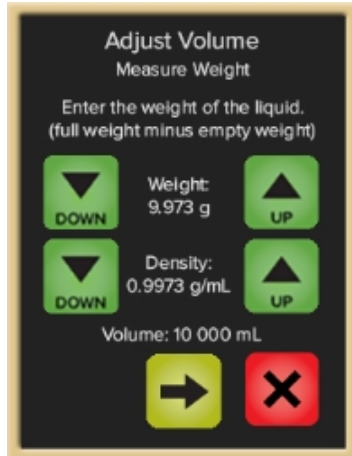 Adjust Volume
Measure Weight
Enter the weight of the liquid.
(full weight minus empty weight)
DOWN
Weight:
9.973 g
UP
DOWN
Density:
0.9973 g/mL
UP
Volume: 10 000 mL